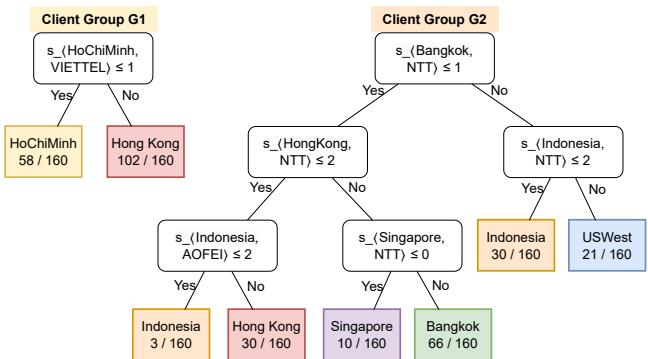 Client Group G1
Client Group G2
s_⟨HoChiMinh,
VIETTEL⟩ ≤ 1
s_⟨Bangkok,
NTT⟩ ≤ 1
Yes
No
Yes
No
HoChiMinh
58 / 160
Hong Kong
102 / 160
s_⟨HongKong,
NTT⟩ ≤ 2
s_⟨Indonesia,
NTT⟩ ≤ 2
Yes
No
Yes
No
s_⟨Indonesia,
AOFEI⟩ ≤ 2
s_⟨Singapore,
NTT⟩ ≤ 0
Indonesia
30 / 160
USWest
21 / 160
Yes
No
Yes
No
Indonesia
3 / 160
Hong Kong
30 / 160
Singapore
10 / 160
Bangkok
66 / 160